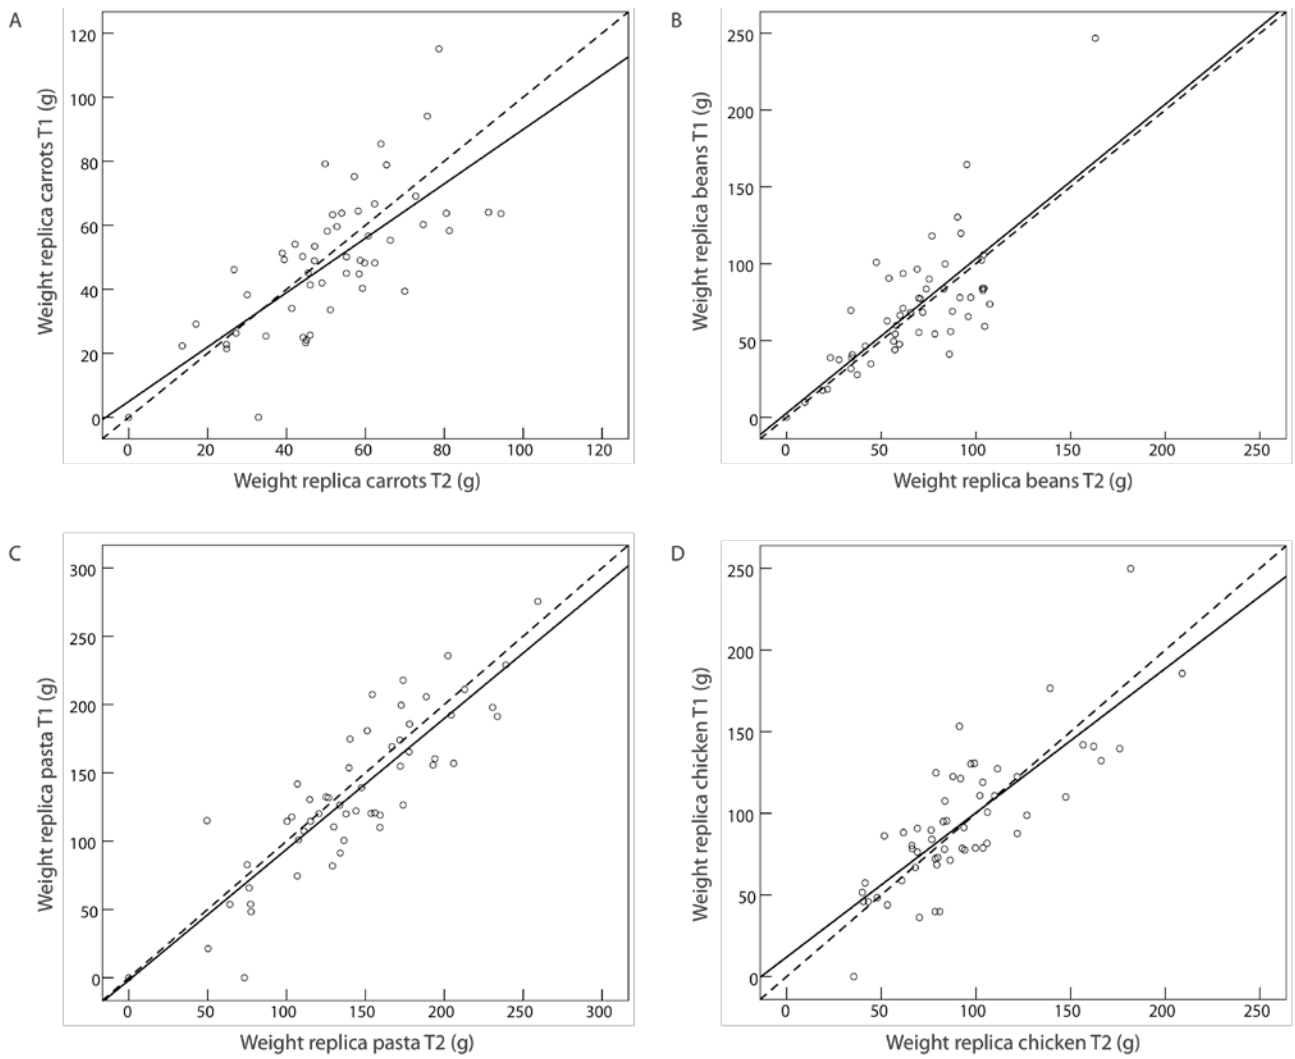 A
120
100
80
60
40
20
0
Weight replica carrots T1 (g)
0 20 40 60 80 100 120
Weight replica carrots T2 (g)
B
250
200
150
100
50
0
Weight replica beans T1 (g)
0 50 100 150 200 250
Weight replica beans T2 (g)
C
300
250
200
150
100
50
0
Weight replica pasta T1 (g)
0 50 100 150 200 250 300
Weight replica pasta T2 (g)
D
250
200
150
100
50
0
Weight replica chicken T1 (g)
0 50 100 150 200 250
Weight replica chicken T2 (g)